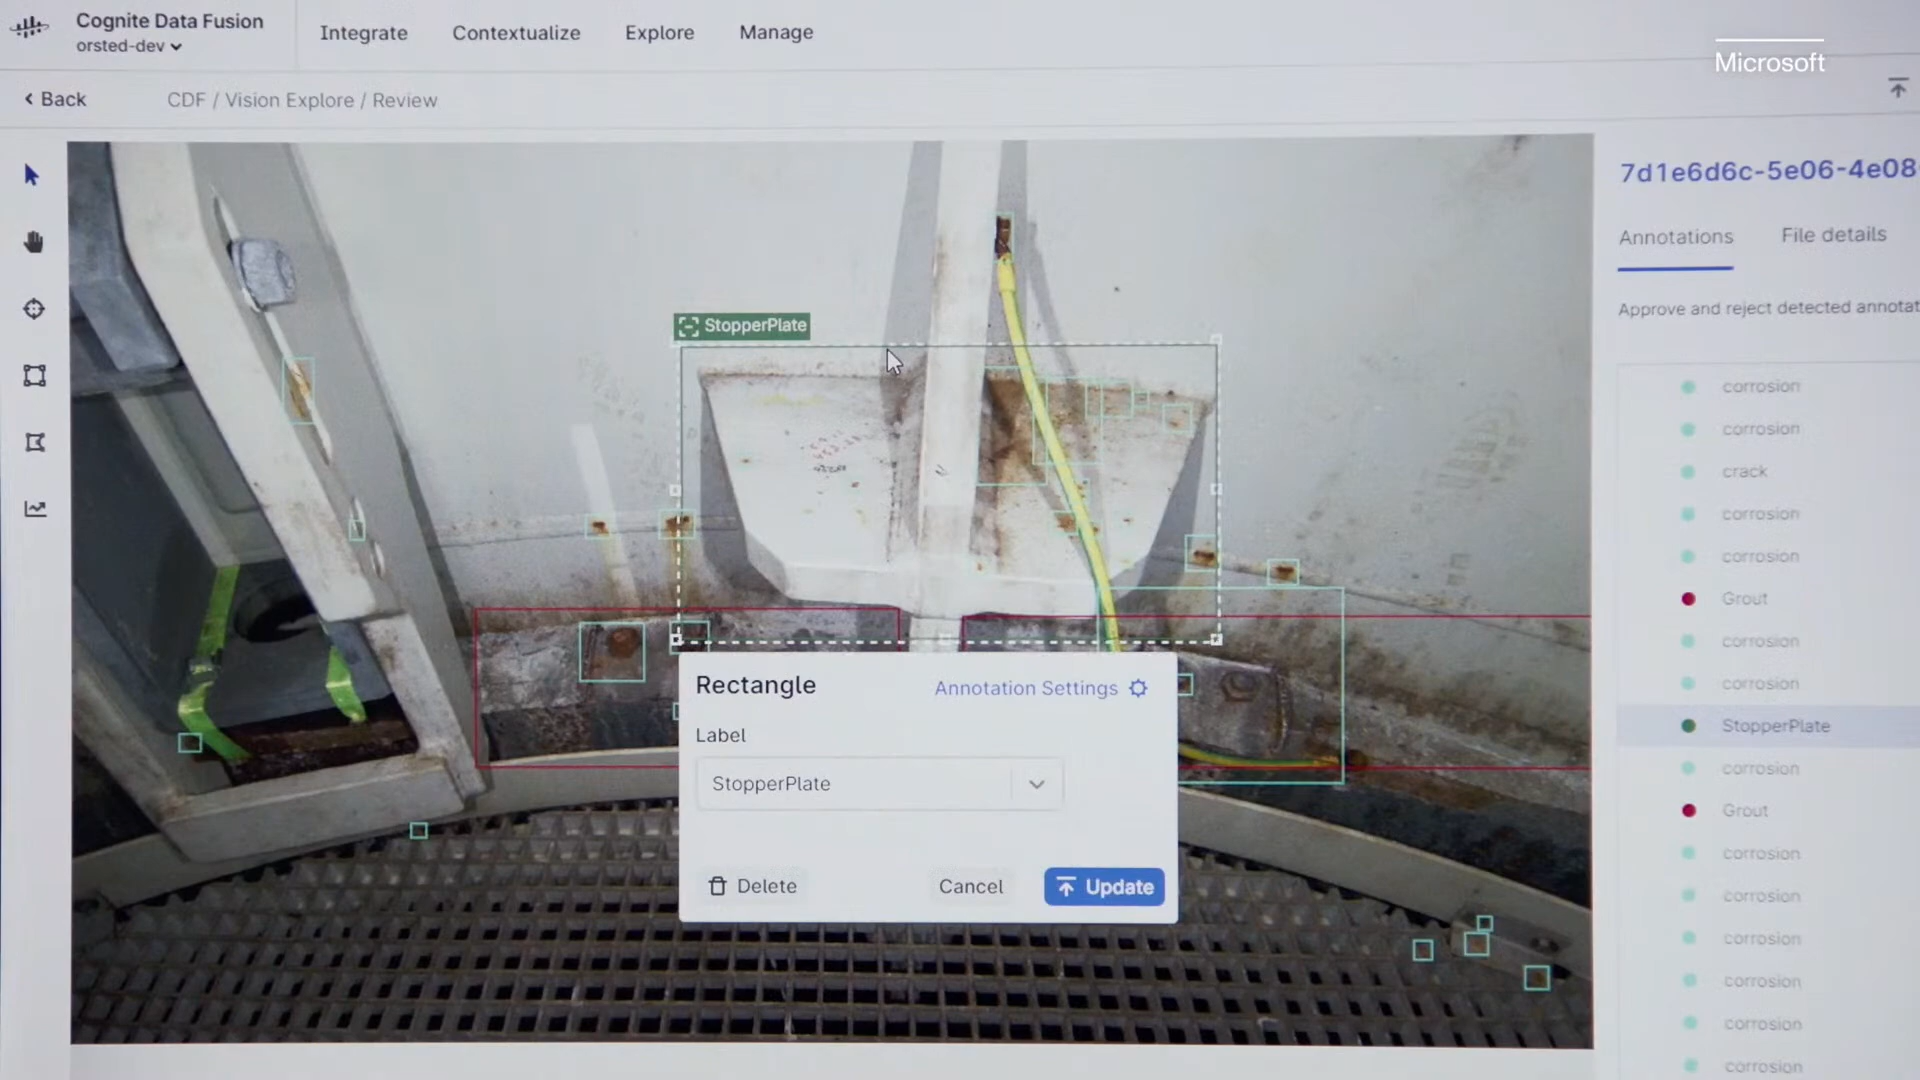 Cognite Data Fusion
orsted-dev
Integrate
Contextualize
Explore
Manage
Microsoft
Back
CDF / Vision Explore / Review
7d1e6d6c-5e06-4e08
Annotations
File details
Approve and reject detected annotat
StopperPlate
corrosion
corrosion
crack
corrosion
corrosion
Grout
corrosion
corrosion
StopperPlate
corrosion
Grout
corrosion
corrosion
corrosion
corrosion
corrosion
corrosion
Rectangle
Annotation Settings
Label
StopperPlate
Delete
Cancel
Update